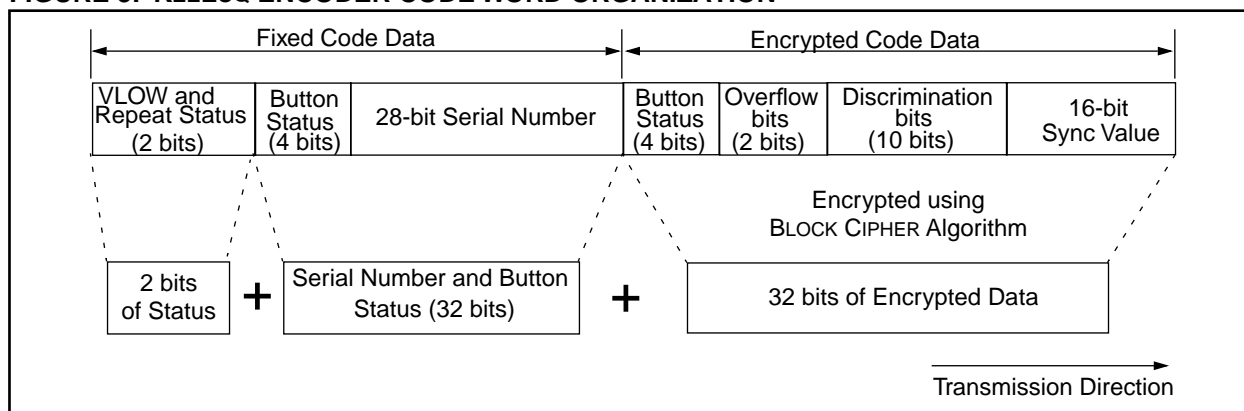 Fixed Code Data
Encrypted Code Data
VLOW and
Repeat Status
(2 bits)
Button
Status
(4 bits)
28-bit Serial Number
Button
Status
(4 bits)
Overflow
bits
(2 bits)
Discrimination
bits
(10 bits)
16-bit
Sync Value
Encrypted using
BLOCK CIPHER Algorithm
2 bits
of Status
+
Serial Number and Button
Status (32 bits)
+
32 bits of Encrypted Data
Transmission Direction